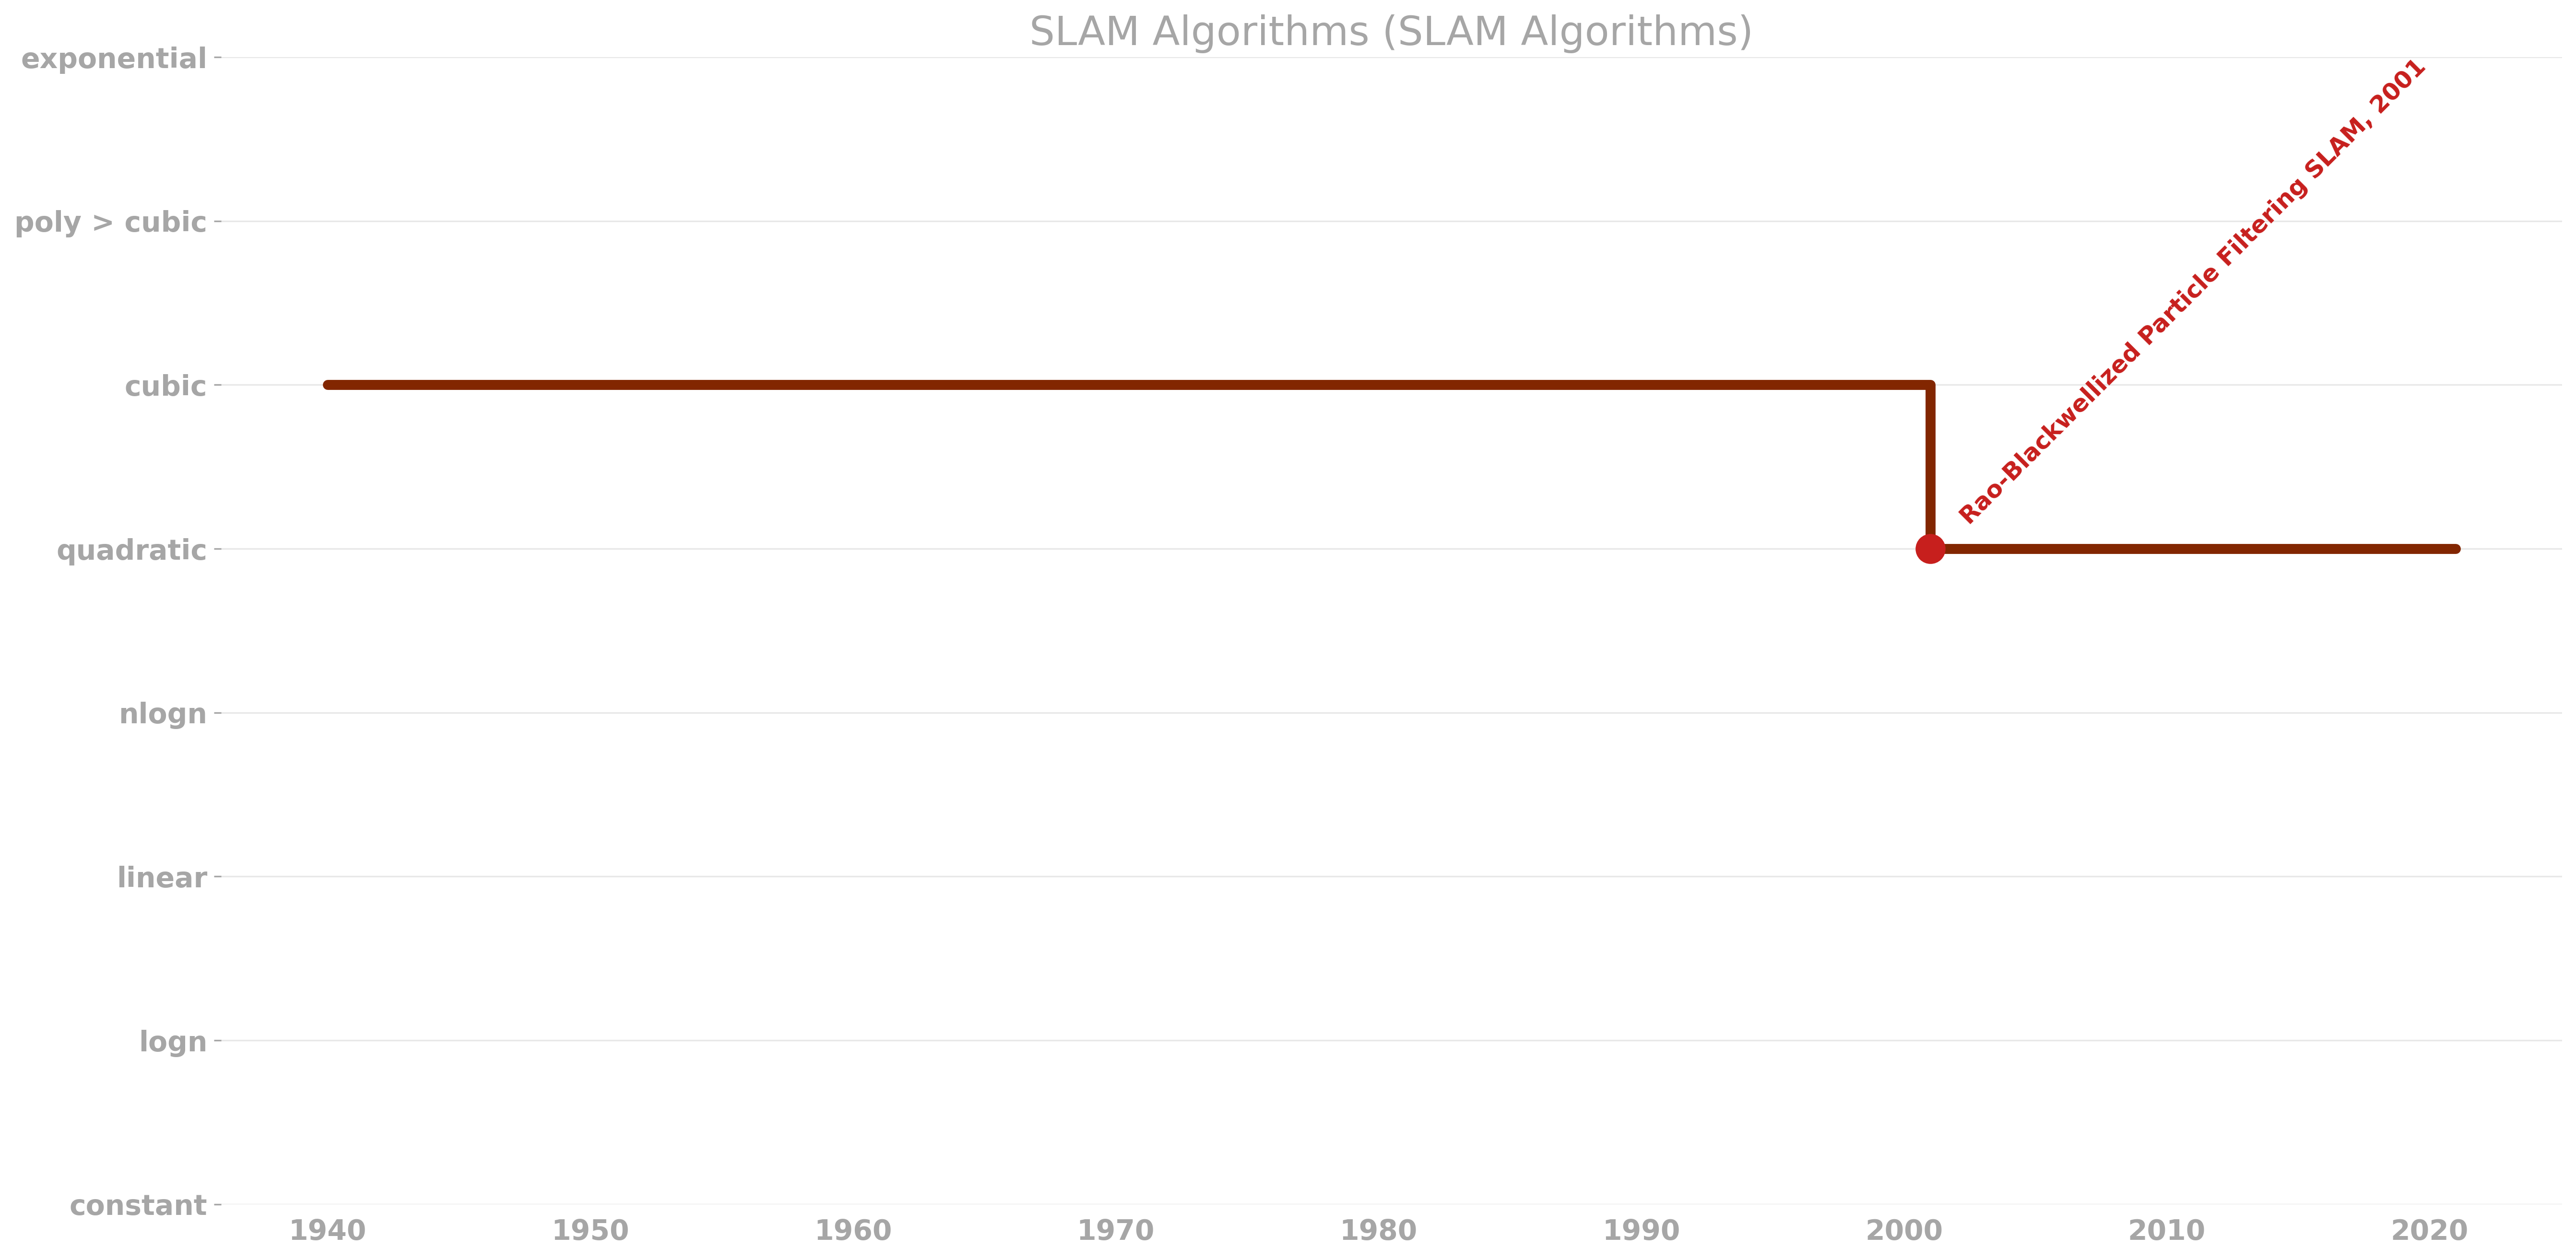 SLAM Algorithms (SLAM Algorithms)
exponential
poly > cubic
cubic
quadratic
nlogn
linear
logn
constant
Rao-Blackwellized Particle Filtering SLAM, 2001
1940 1950 1960 1970 1980 1990 2000 2010 2020